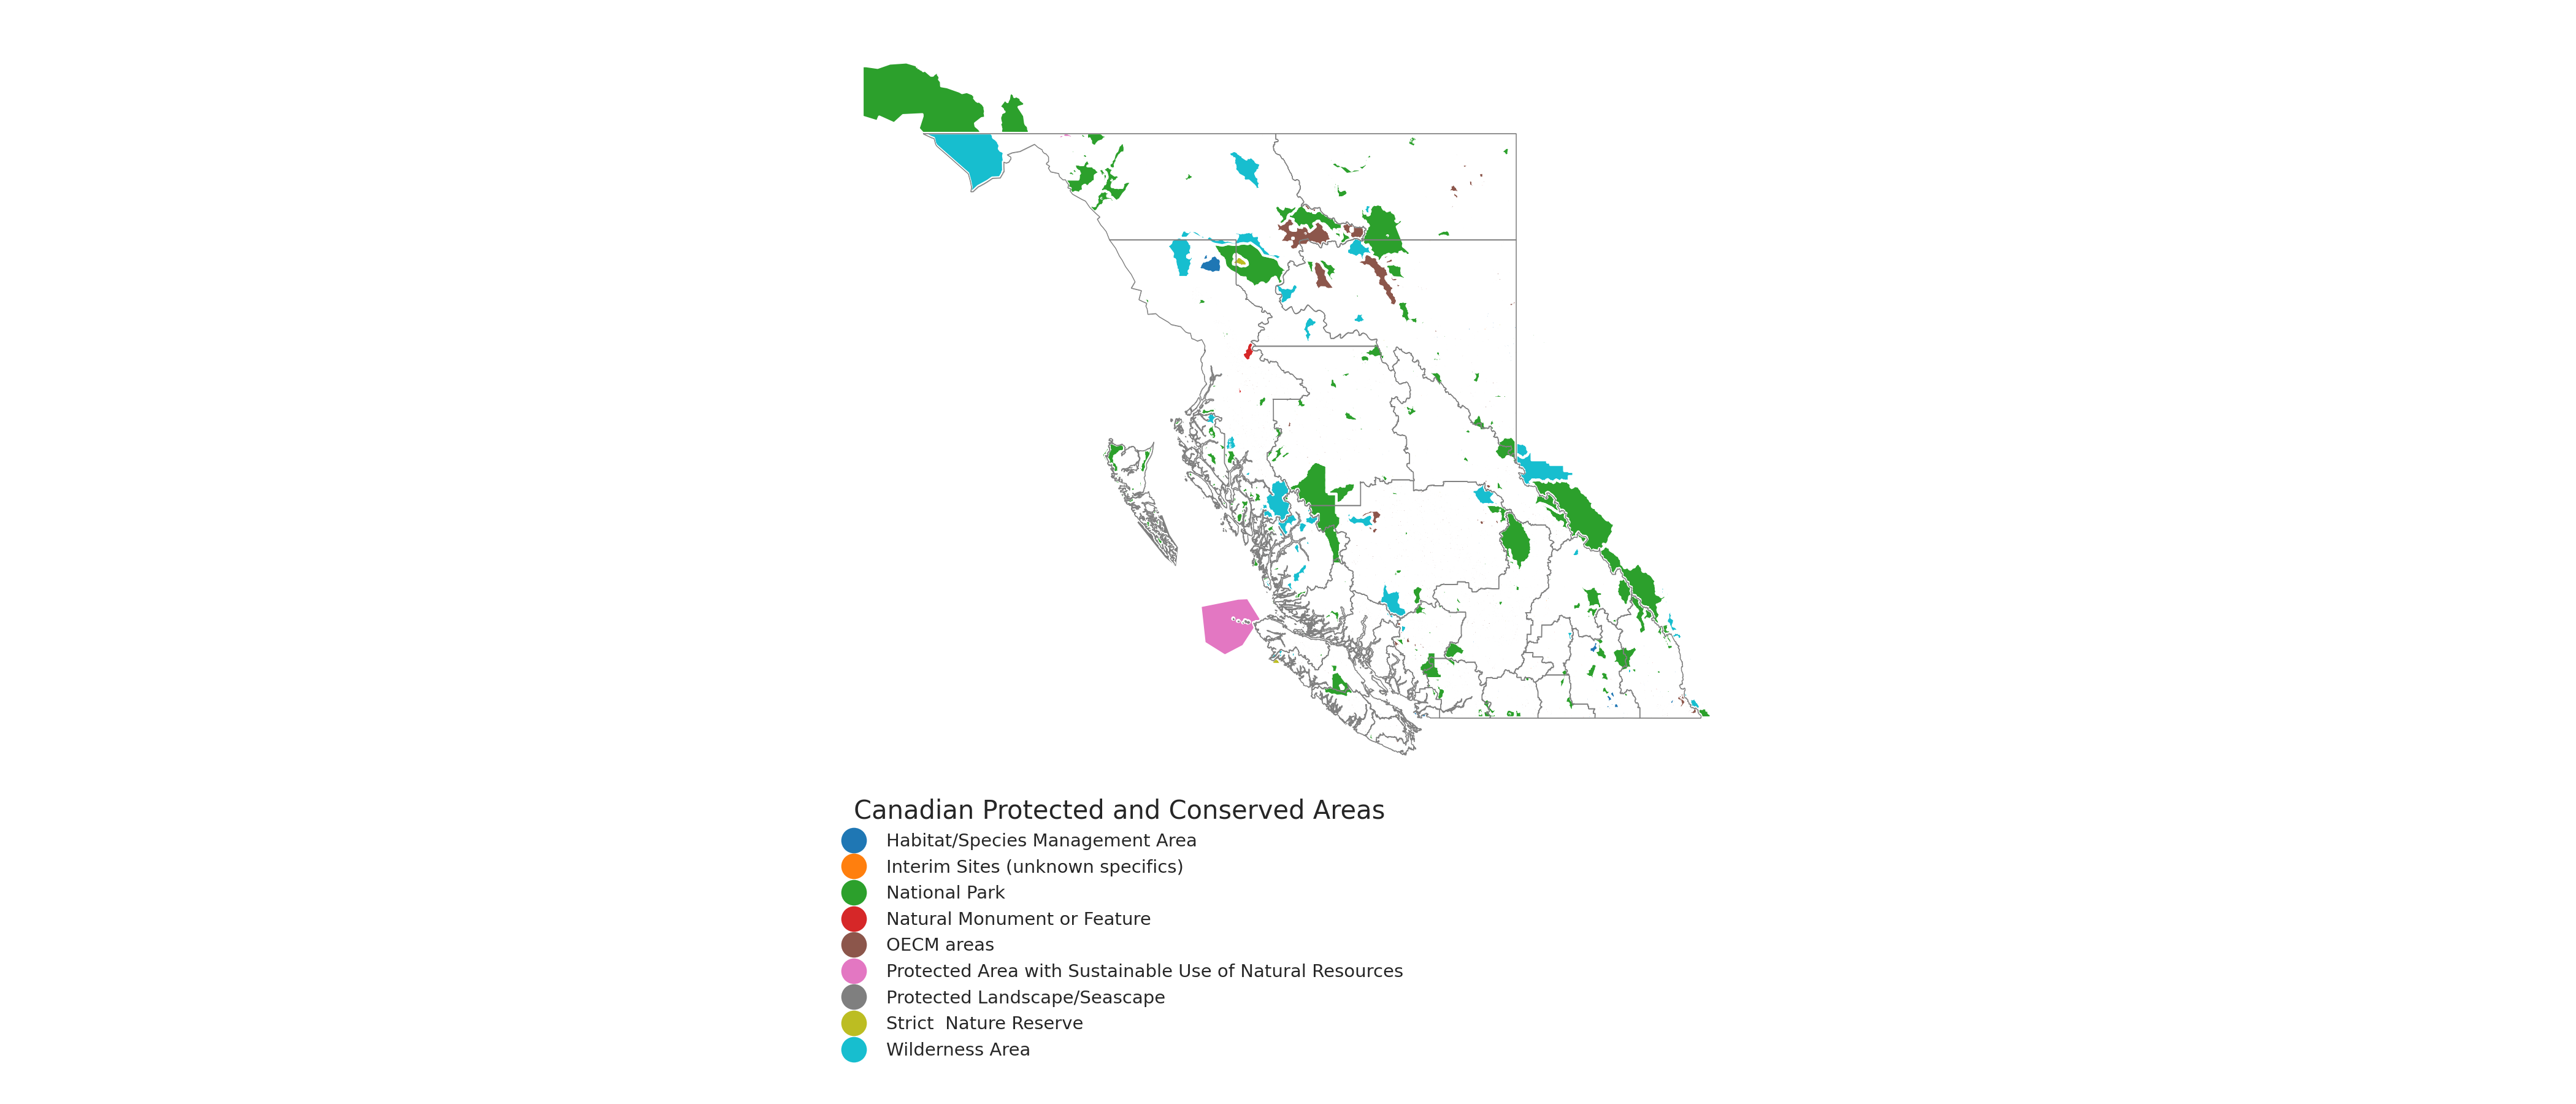 Canadian Protected and Conserved Areas
Habitat/Species Management Area
Interim Sites (unknown specifics)
National Park
Natural Monument or Feature
OECM areas
Protected Area with Sustainable Use of Natural Resources
Protected Landscape/Seascape
Strict  Nature Reserve
Wilderness Area